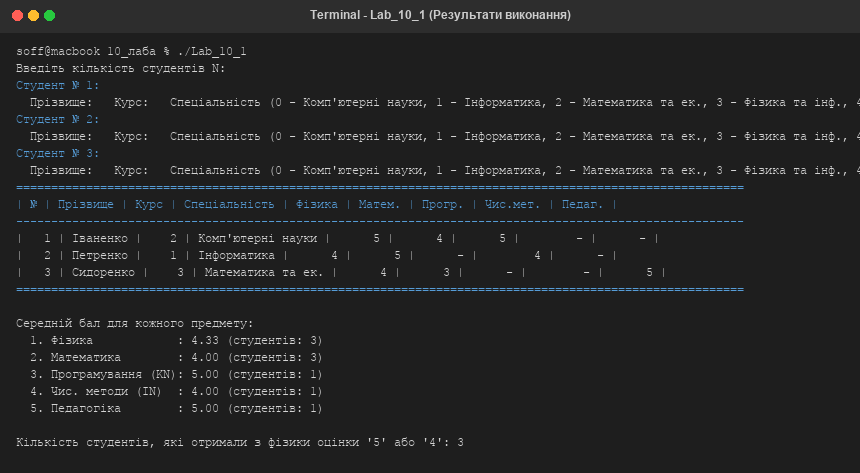 Terminal - Lab_10_1 (Результати виконання)
soff@macbook 10_лаба % ./Lab_10_1
Введіть кількість студентів N:
Студент № 1:
Прізвище:   Курс:   Спеціальність (0 - Комп'ютерні науки, 1 - Інформатика, 2 - Математика та ек., 3 - Фізика та інф., 4
Студент № 2:
Прізвище:   Курс:   Спеціальність (0 - Комп'ютерні науки, 1 - Інформатика, 2 - Математика та ек., 3 - Фізика та інф., 4
Студент № 3:
Прізвище:   Курс:   Спеціальність (0 - Комп'ютерні науки, 1 - Інформатика, 2 - Математика та ек., 3 - Фізика та інф., 4
========================================================================================================
| № | Прізвище | Курс | Спеціальність | Фізика | Матем. | Прогр. | Чис.мет. | Педаг. |
--------------------------------------------------------------------------------------------------------
|   1 | Іваненко |    2 | Комп'ютерні науки |      5 |      4 |      5 |        - |      - |
|   2 | Петренко |    1 | Інформатика |      4 |      5 |      - |        4 |      - |
|   3 | Сидоренко |    3 | Математика та ек. |      4 |      3 |      - |        - |      5 |
========================================================================================================
Середній бал для кожного предмету:
1. Фізика            : 4.33 (студентів: 3)
2. Математика        : 4.00 (студентів: 3)
3. Програмування (KN): 5.00 (студентів: 1)
4. Чис. методи (IN)  : 4.00 (студентів: 1)
5. Педагогіка        : 5.00 (студентів: 1)
Кількість студентів, які отримали з фізики оцінки '5' або '4': 3